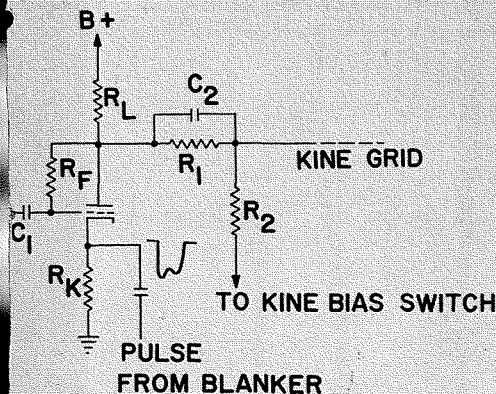 B+
R_L
C_2
R_F
R_1
KINE GRID
C_1
R_2
R_K
TO KINE BIAS SWITCH
PULSE
FROM BLANKER